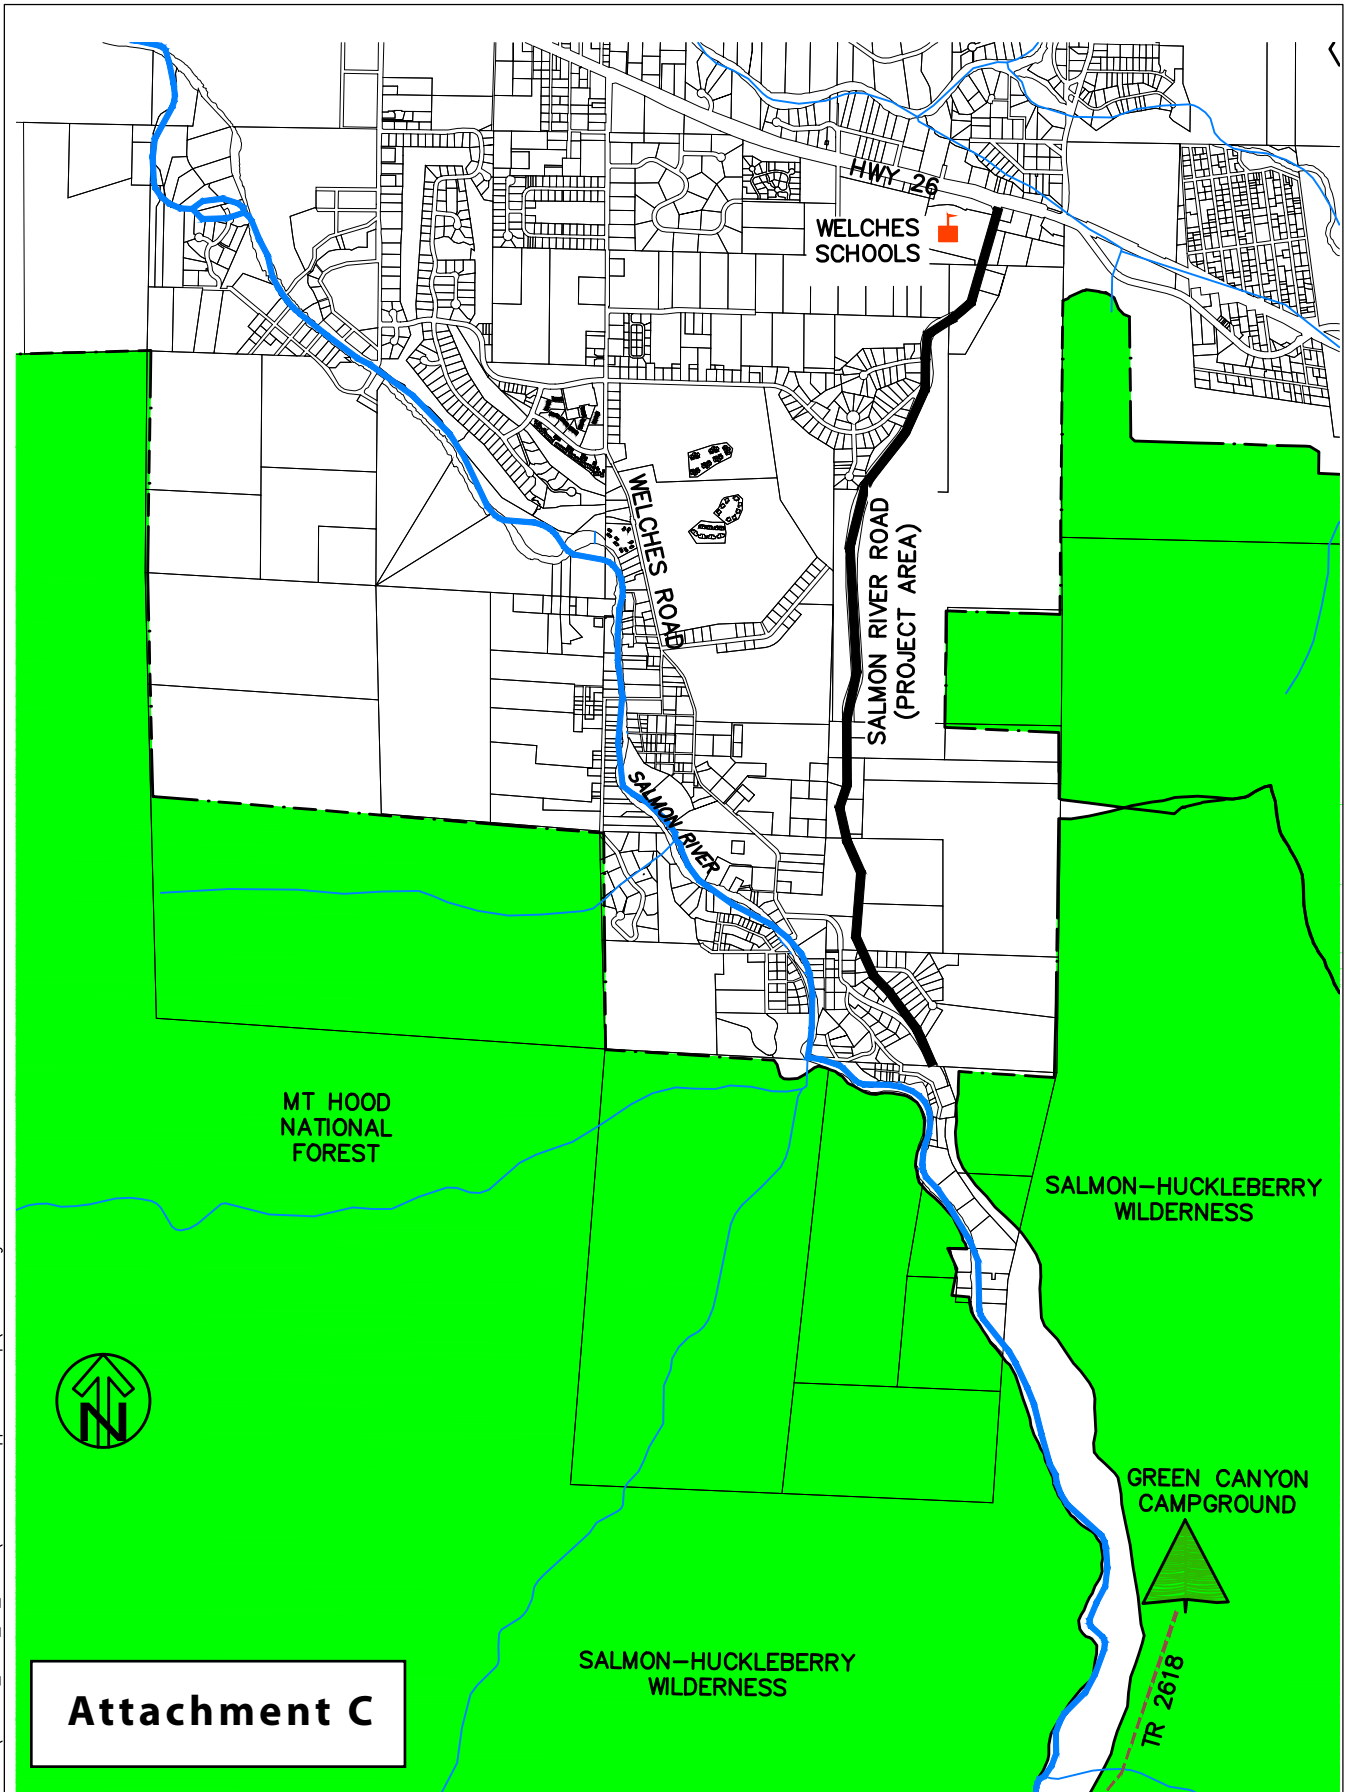 HWY 26
WELCHES
SCHOOLS
WELCHES ROAD
SALMON RIVER ROAD
(PROJECT AREA)
SALMON RIVER
MT HOOD
NATIONAL
FOREST
SALMON-HUCKLEBERRY
WILDERNESS
N
GREEN CANYON
CAMPGROUND
SALMON-HUCKLEBERRY
WILDERNESS
TR 2618
Attachment C